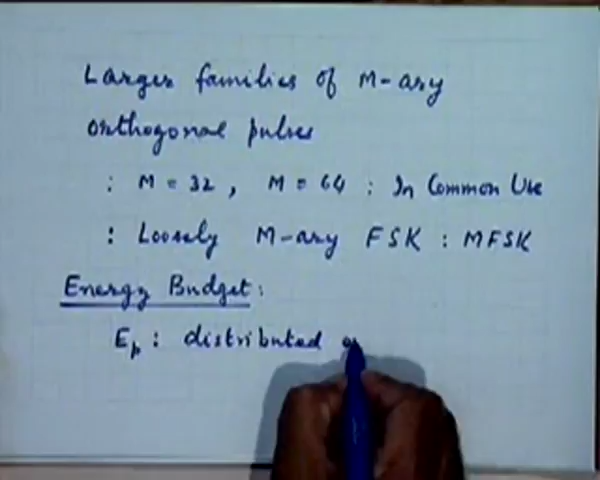 Larger families of M-ary
orthogonal pulses
: M = 32, M = 64 : In Common Use
: Loosely M-ary FSK : MFSK
Energy Budget:
Ep : distributed